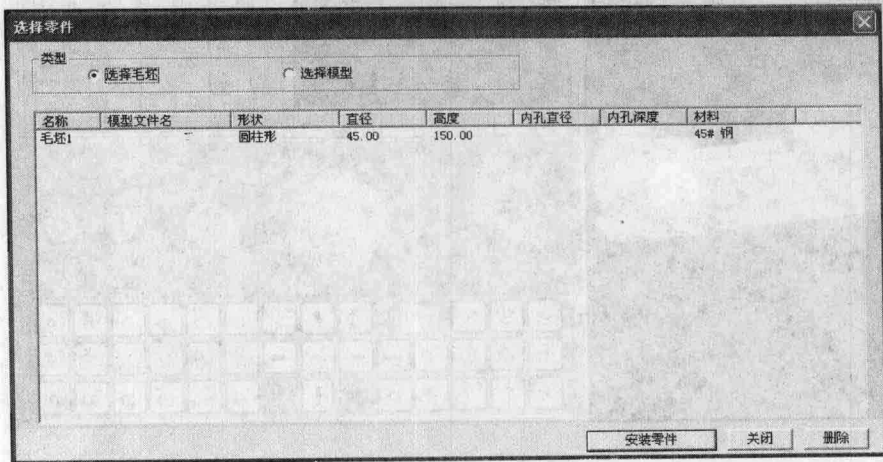 选择零件
类型
选择毛坯 选择模型
名称 模型文件名 形状 直径 高度 内孔直径 内孔深度 材料
毛坯1 圆柱形 45.00 150.00 45# 钢
安装零件 关闭 删除